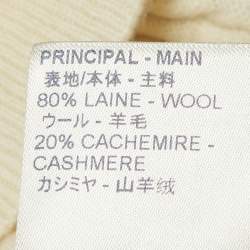 PRINCIPAL - MAIN
表地/本体 - 主料
80% LAINE - WOOL
ウール - 羊毛
20% CACHEMIRE -
CASHMERE
カシミヤ - 山羊绒